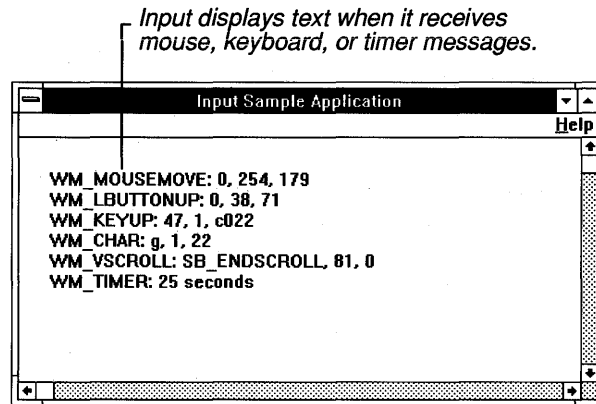 Input displays text when it receives
mouse, keyboard, or timer messages.
Input Sample Application
Help
WM_MOUSEMOVE: 0, 254, 179
WM_LBUTTONUP: 0, 38, 71
WM_KEYUP: 47, 1, c022
WM_CHAR: g, 1, 22
WM_VSCROLL: SB_ENDSCROLL, 81, 0
WM_TIMER: 25 seconds